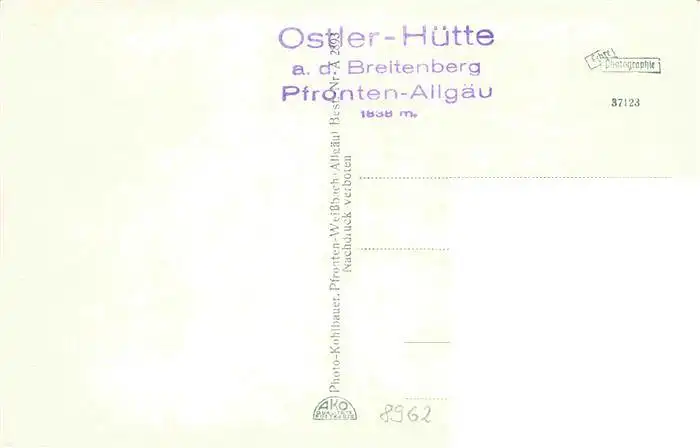 Ostler-Hütte
a. d. Breitenberg
Pfronten-Allgäu
1838 m.
Echte
Photographie
37123
Photo-Kohlbauer, Pfronten-Weißbach (Allgäu) Best.-Nr. A 2893
Nachdruck verboten
AKO
8962